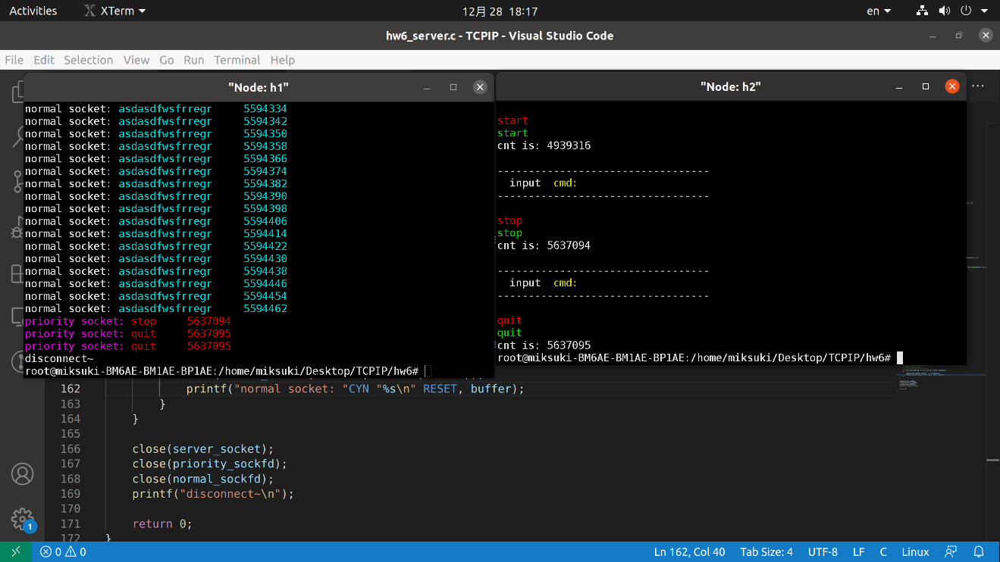 Activities XTerm 12月 28 18:17 en
hw6_server.c - TCPIP - Visual Studio Code
File Edit Selection View Go Run Terminal Help
"Node: h1"
normal socket: asdasdfwsfrregr 5594334
normal socket: asdasdfwsfrregr 5594342
normal socket: asdasdfwsfrregr 5594350
normal socket: asdasdfwsfrregr 5594358
normal socket: asdasdfwsfrregr 5594366
normal socket: asdasdfwsfrregr 5594374
normal socket: asdasdfwsfrregr 5594382
normal socket: asdasdfwsfrregr 5594390
normal socket: asdasdfwsfrregr 5594398
normal socket: asdasdfwsfrregr 5594406
normal socket: asdasdfwsfrregr 5594414
normal socket: asdasdfwsfrregr 5594422
normal socket: asdasdfwsfrregr 5594430
normal socket: asdasdfwsfrregr 5594438
normal socket: asdasdfwsfrregr 5594446
normal socket: asdasdfwsfrregr 5594454
normal socket: asdasdfwsfrregr 5594462
priority socket: stop 5637094
priority socket: quit 5637095
priority socket: quit 5637095
disconnect~
root@miksuki-BM6AE-BM1AE-BP1AE:/home/miksuki/Desktop/TCPIP/hw6#
"Node: h2"
start
start
cnt is: 4939316
----------------------------------
input cmd:
----------------------------------
stop
stop
cnt is: 5637094
----------------------------------
input cmd:
----------------------------------
quit
quit
cnt is: 5637095
root@miksuki-BM6AE-BM1AE-BP1AE:/home/miksuki/Desktop/TCPIP/hw6#
162 printf("normal socket: "CYN "%s\n" RESET, buffer);
163 }
164 }
165
166 close(server_socket);
167 close(priority_sockfd);
168 close(normal_sockfd);
169 printf("disconnect~\n");
170
171 return 0;
172 }
1
0 0 Ln 162, Col 40 Tab Size: 4 UTF-8 LF C Linux